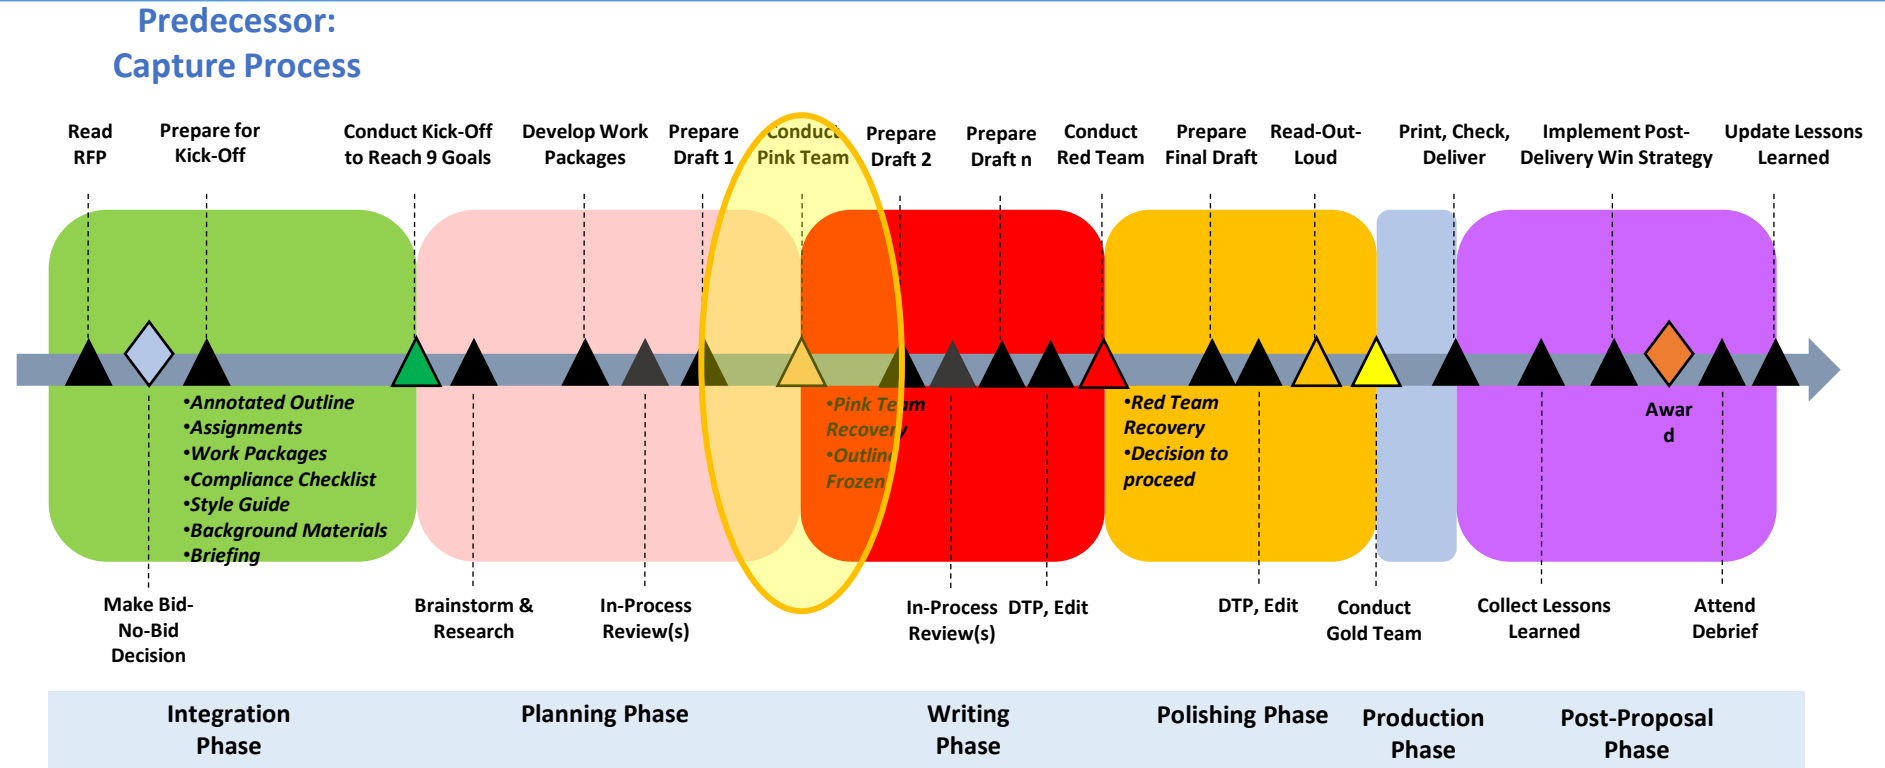 Predecessor:
Capture Process
Read
RFP
Prepare for
Kick-Off
Conduct Kick-Off
to Reach 9 Goals
Develop Work
Packages
Prepare
Draft 1
Conduct
Pink Team
Prepare
Draft 2
Prepare
Draft n
Conduct
Red Team
Prepare
Final Draft
Read-Out-
Loud
Print, Check,
Deliver
Implement Post-
Delivery Win Strategy
Update Lessons
Learned
•Annotated Outline
•Assignments
•Work Packages
•Compliance Checklist
•Style Guide
•Background Materials
•Briefing
•Pink Team
Recovery
•Outline
Frozen
•Red Team
Recovery
•Decision to
proceed
Awar
d
Make Bid-
No-Bid
Decision
Brainstorm &
Research
In-Process
Review(s)
In-Process
Review(s)
DTP, Edit
DTP, Edit
Conduct
Gold Team
Collect Lessons
Learned
Attend
Debrief
Integration
Phase
Planning Phase
Writing
Phase
Polishing Phase
Production
Phase
Post-Proposal
Phase